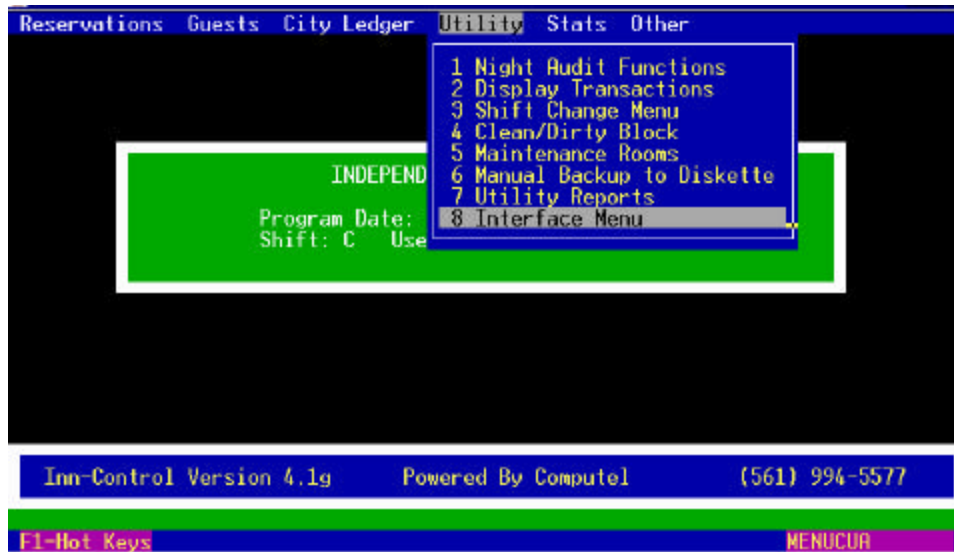 Reservations Guests City Ledger Utility Stats Other
1 Night Audit Functions
2 Display Transactions
3 Shift Change Menu
4 Clean/Dirty Block
5 Maintenance Rooms
6 Manual Backup to Diskette
7 Utility Reports
8 Interface Menu
INDEPEND
Program Date:
Shift: C Use
Inn-Control Version 4.1g Powered By Computel (561) 994-5577
F1-Hot Keys MENUCUA